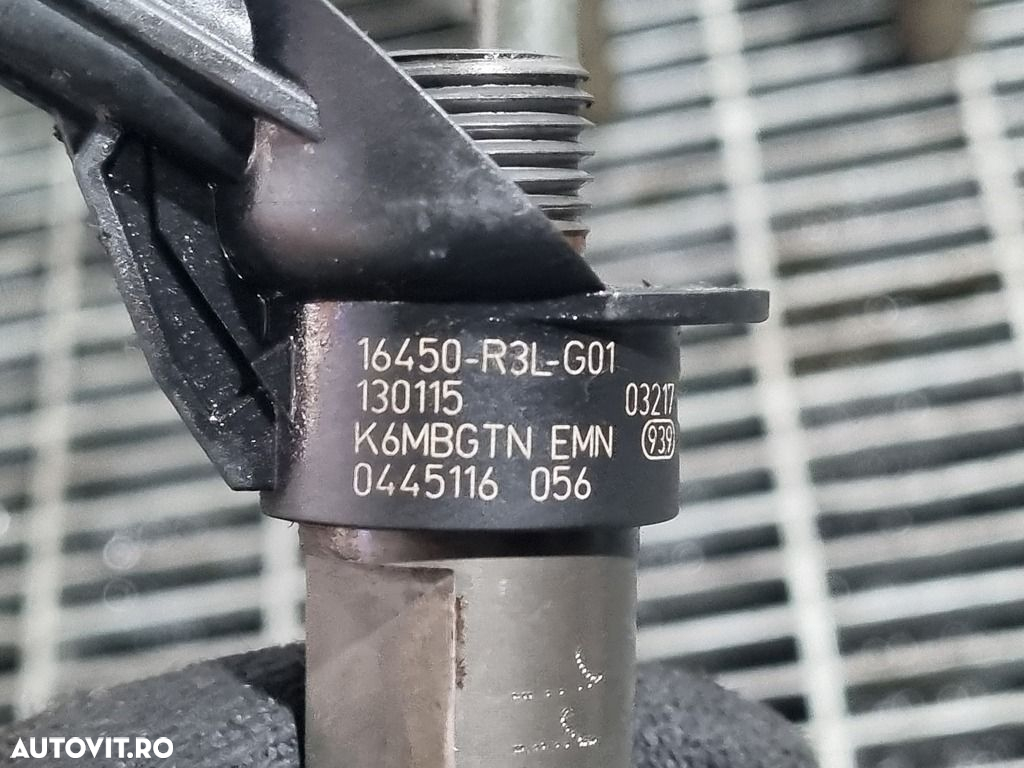 16450-R3L-G01
130115 03217
K6MBGTN EMN 939
0445116 056
AUTOVIT.RO